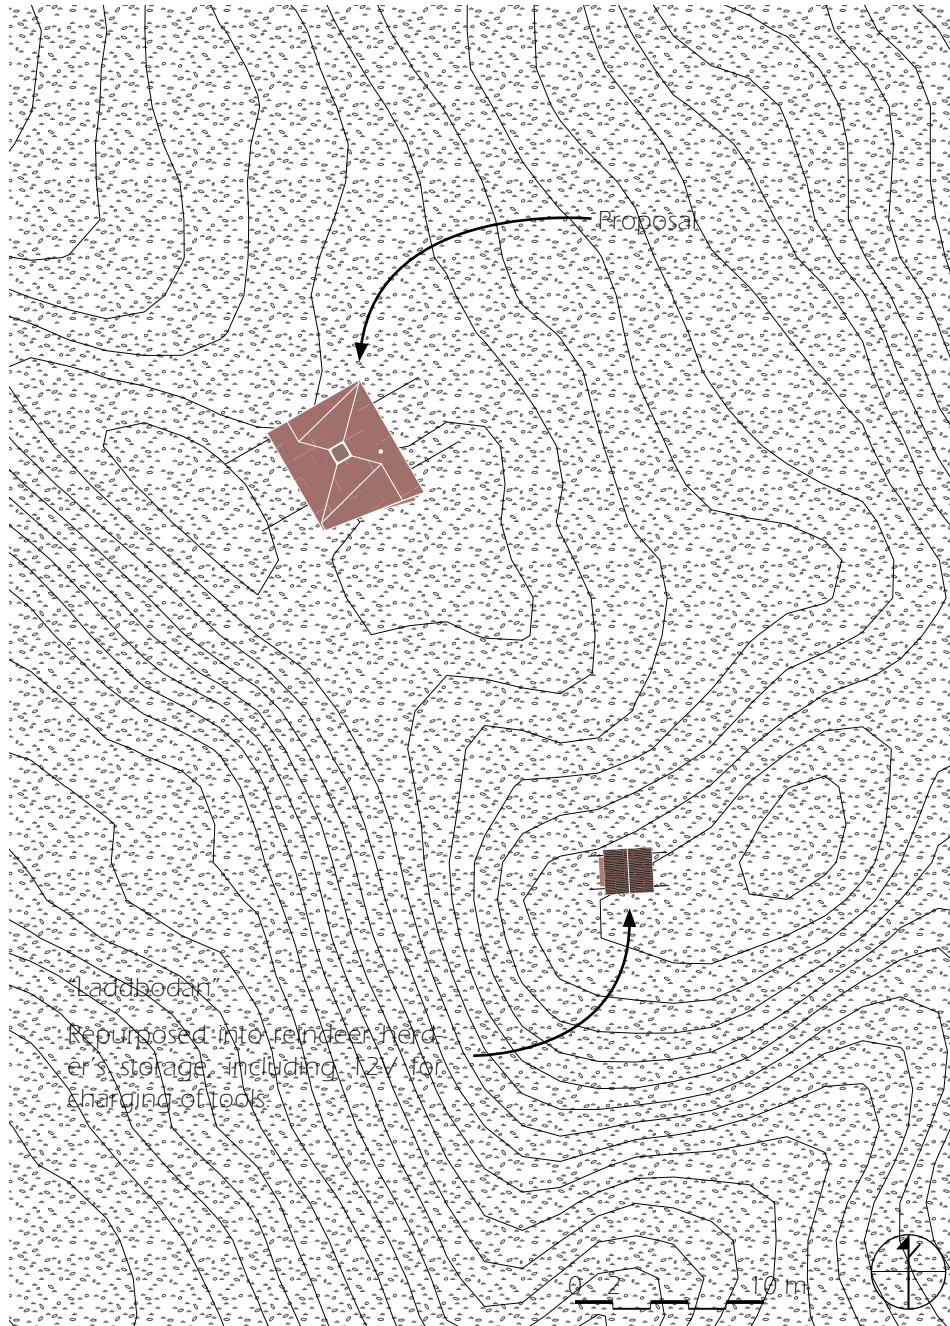 Proposal
“Laddbodan”
Repurposed into reindeer herd-
er’s storage, including 12V for
charging of tools.
0 2 10 m